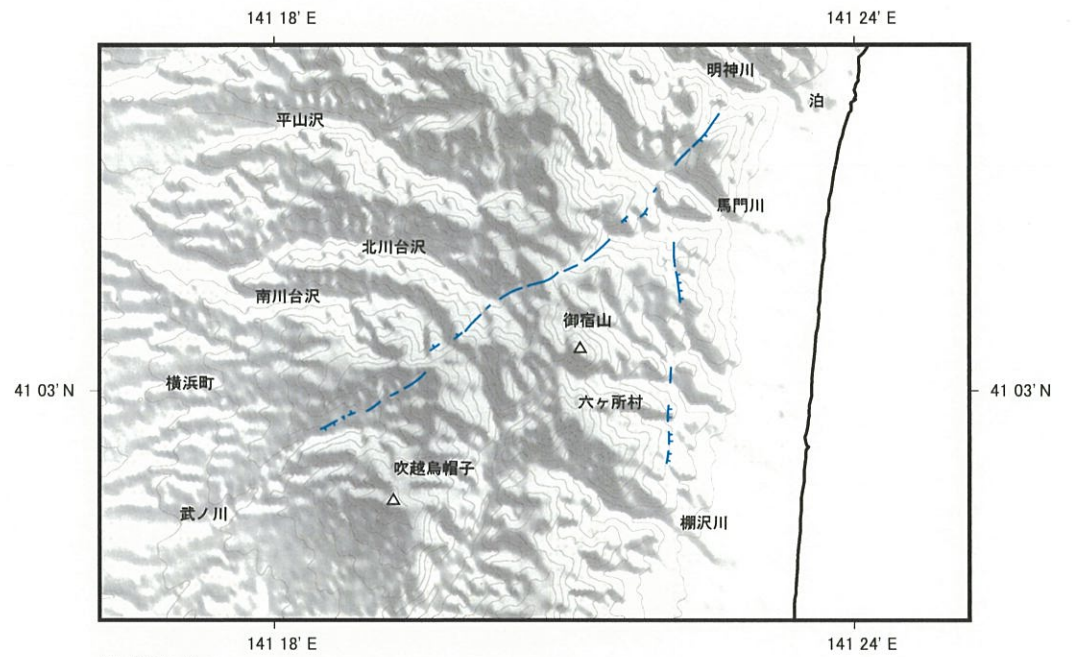 141 18' E
141 24' E
明神川
泊
平山沢
馬門川
北川台沢
南川台沢
御宿山
横浜町
41 03' N
41 03' N
六ヶ所村
吹越烏帽子
武ノ川
棚沢川
141 18' E
141 24' E